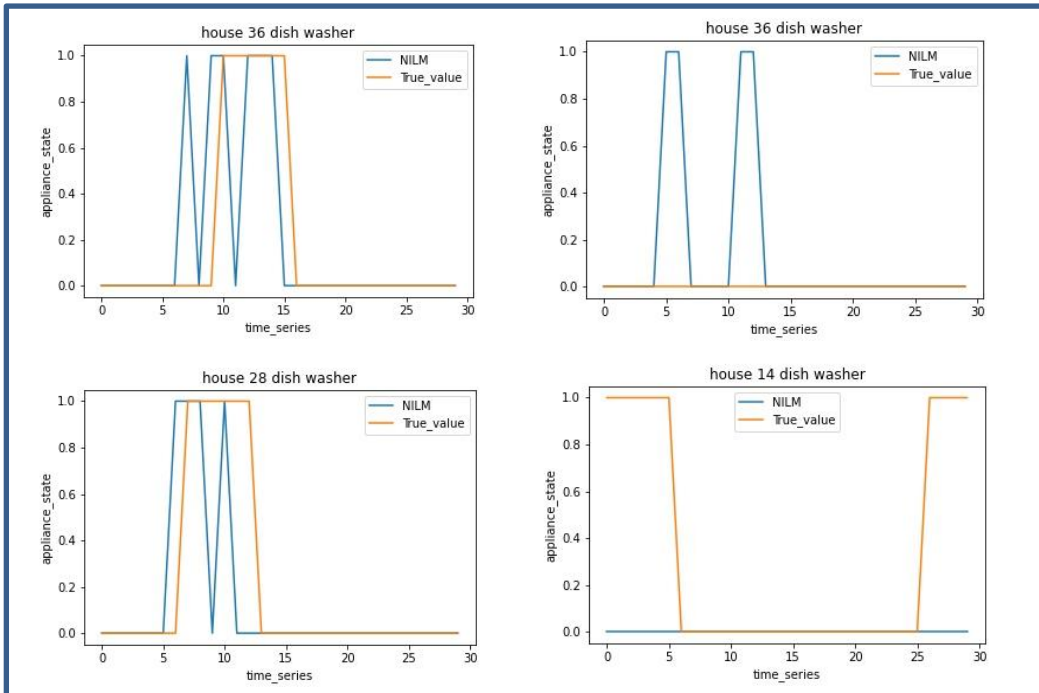 house 36 dish washer
1.0
0.8
0.6
0.4
0.2
0.0
appliance_state
NILM
True_value
0 5 10 15 20 25 30
time_series
house 36 dish washer
1.0
0.8
0.6
0.4
0.2
0.0
appliance_state
NILM
True_value
0 5 10 15 20 25 30
time_series
house 28 dish washer
1.0
0.8
0.6
0.4
0.2
0.0
appliance_state
NILM
True_value
0 5 10 15 20 25 30
time_series
house 14 dish washer
1.0
0.8
0.6
0.4
0.2
0.0
appliance_state
NILM
True_value
0 5 10 15 20 25 30
time_series